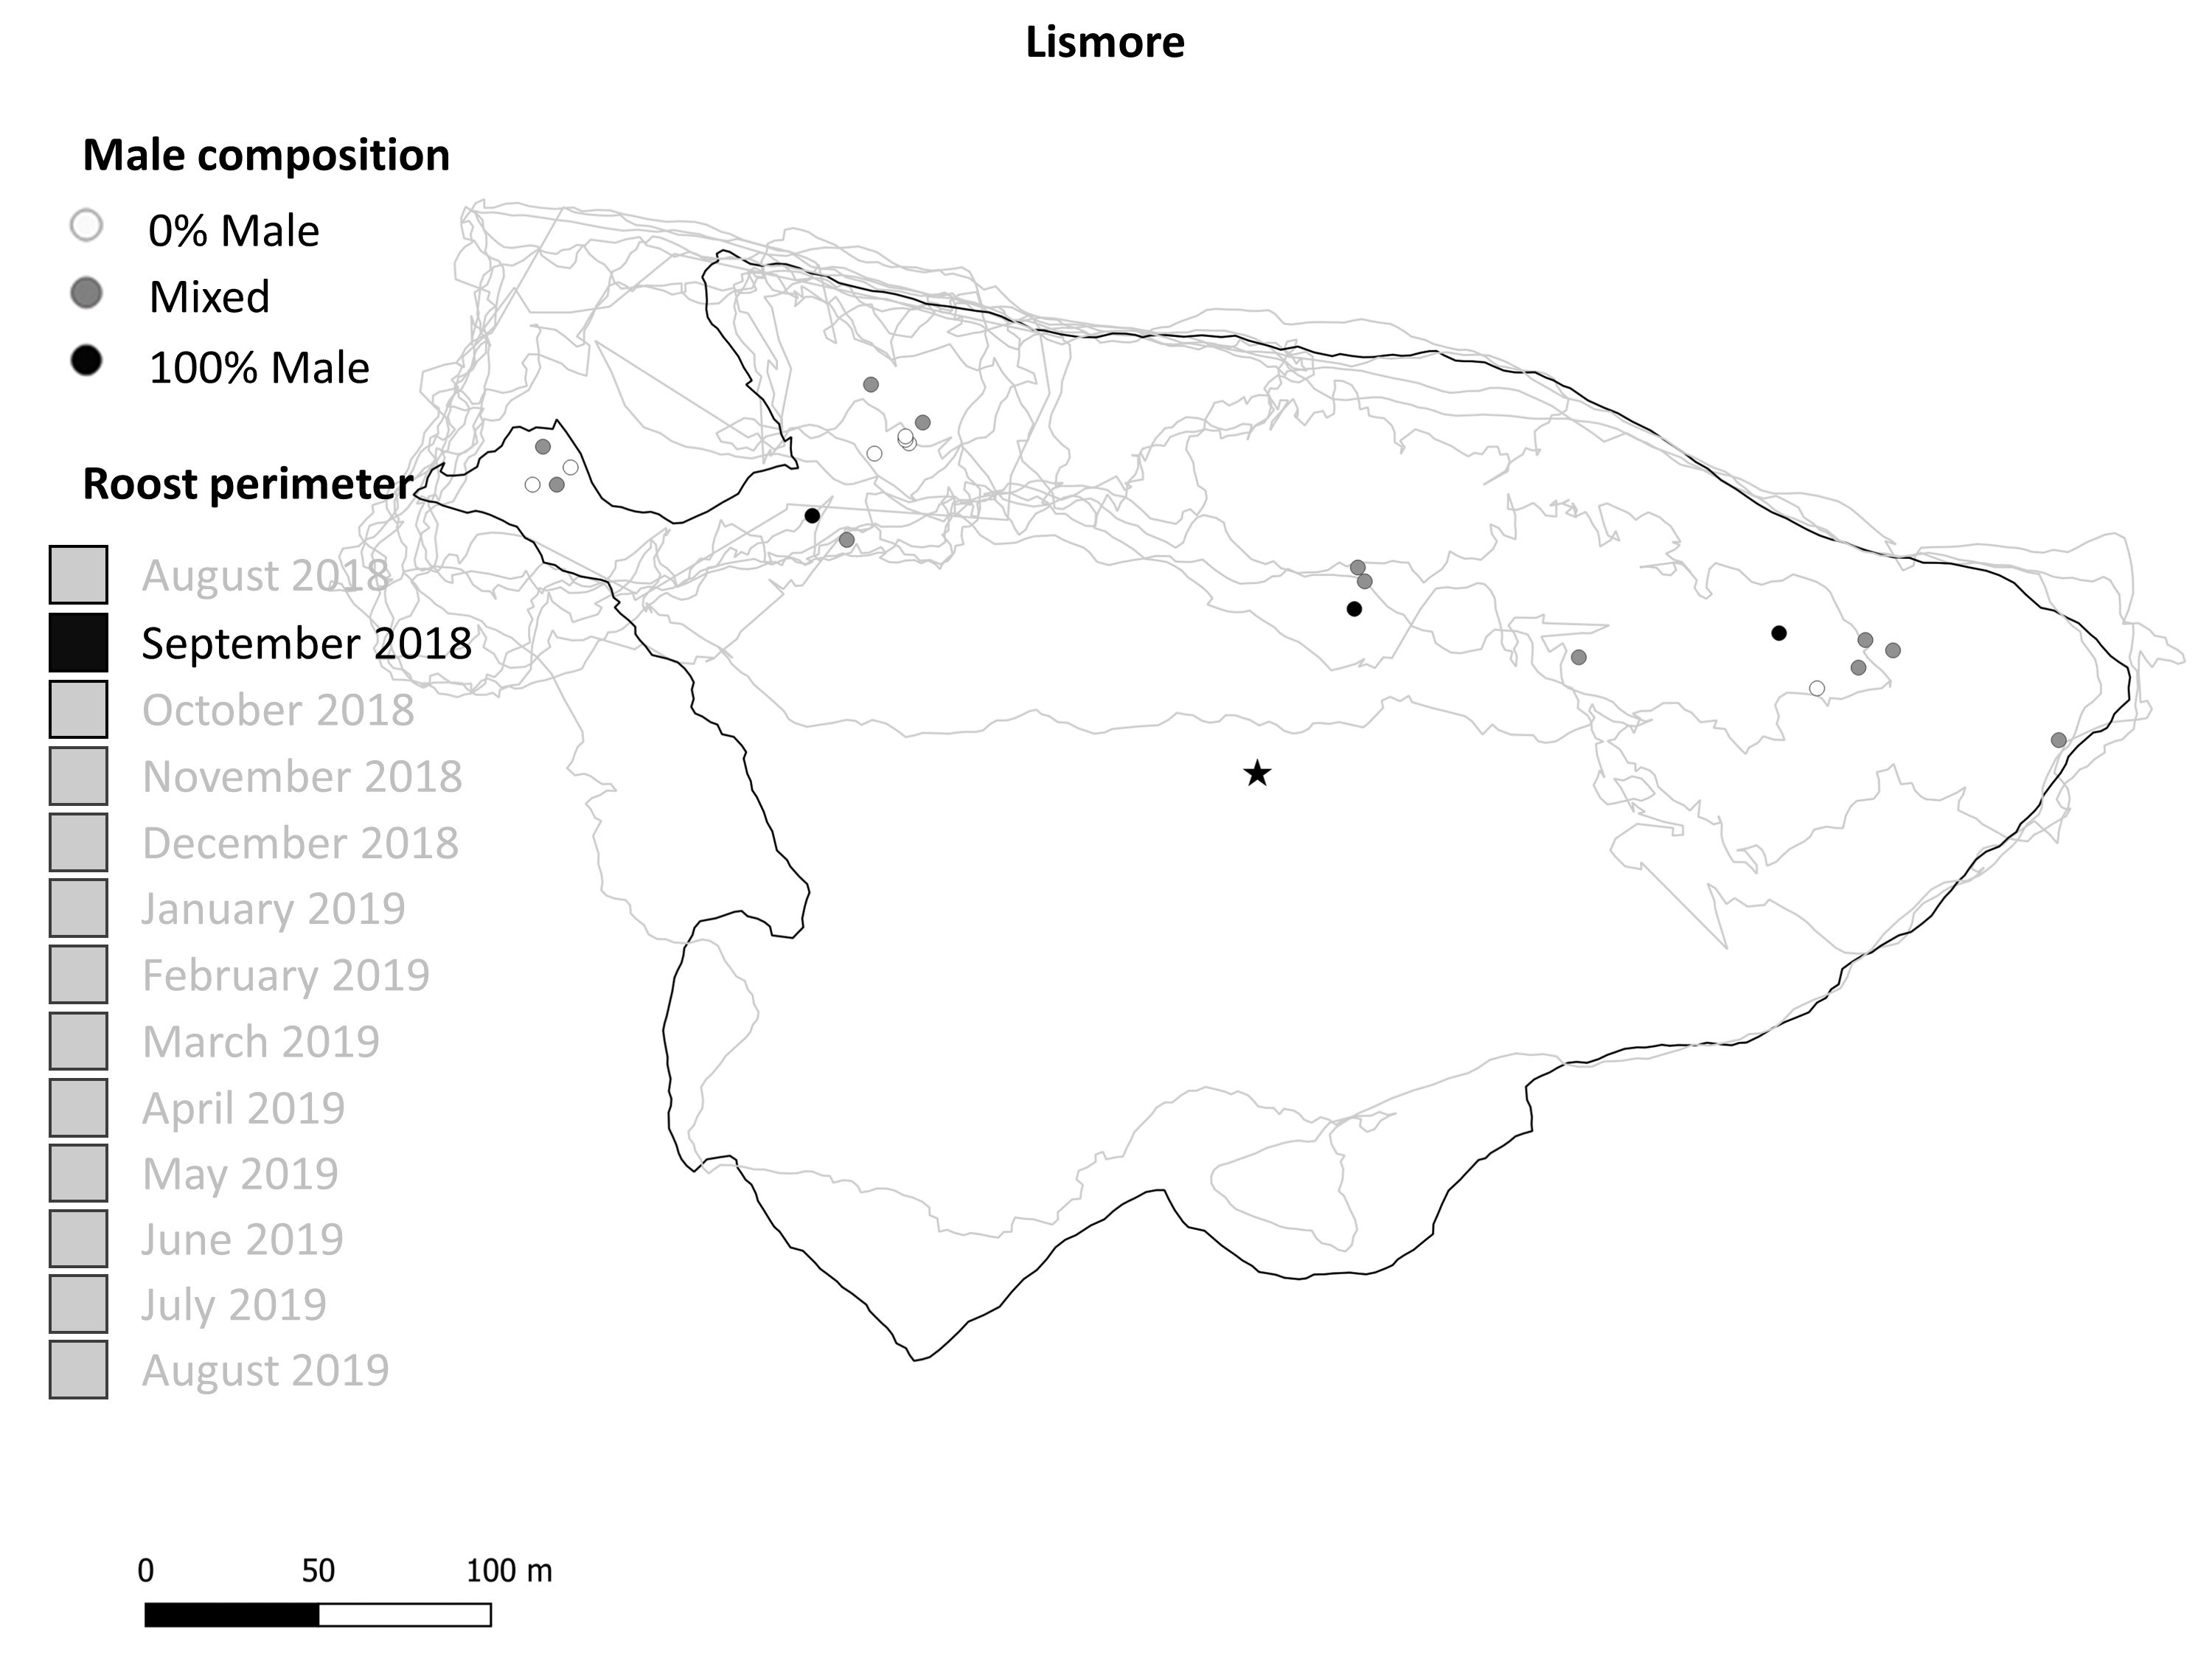 Lismore
Male composition
0% Male
Mixed
100% Male
Roost perimeter
August 2018
September 2018
October 2018
November 2018
December 2018
January 2019
February 2019
March 2019
April 2019
May 2019
June 2019
July 2019
August 2019
0 50 100 m